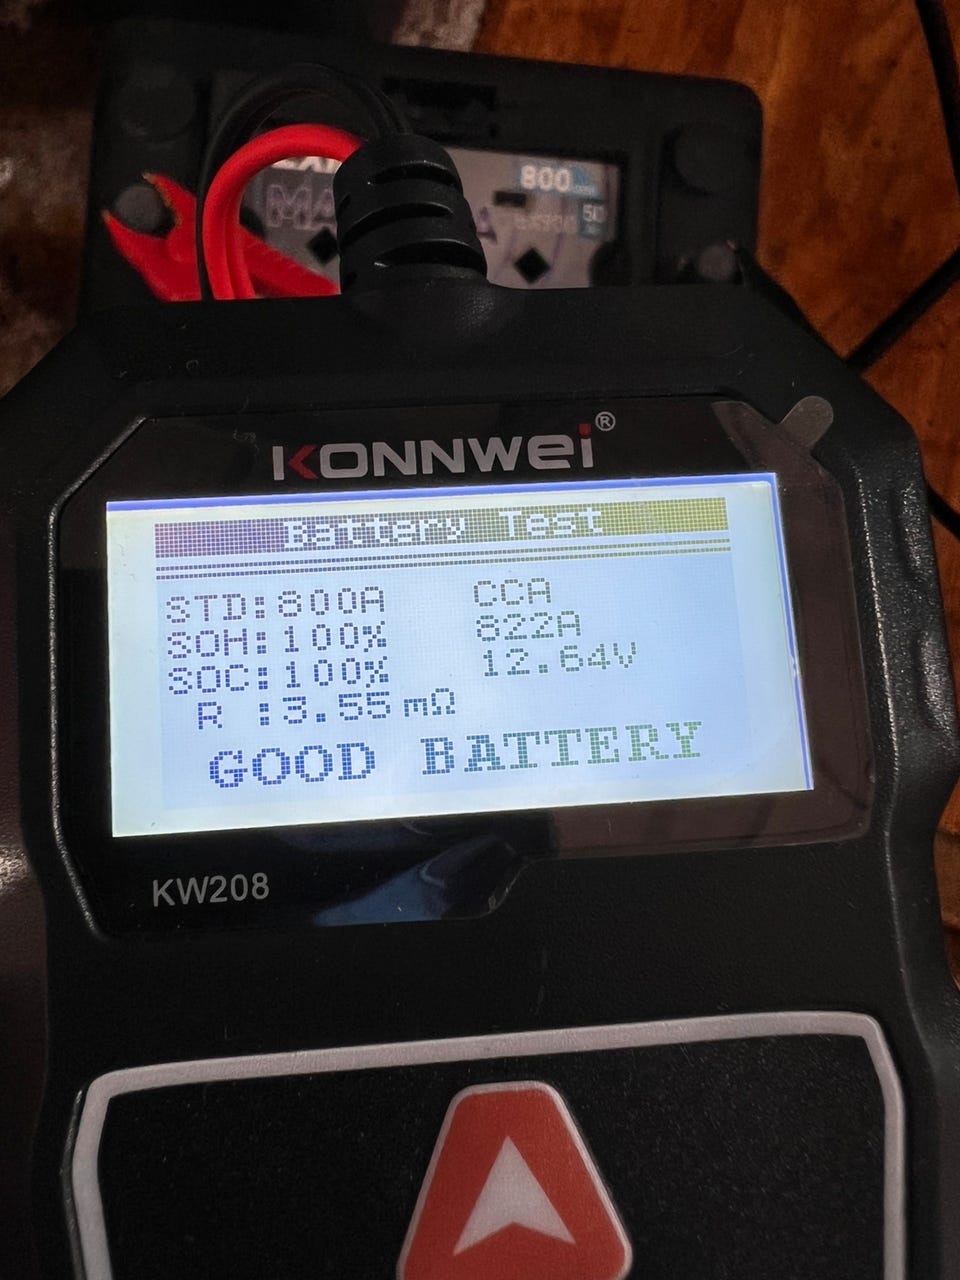 800
KONNWEI®
Battery Test
STD:800A CCA
SOH:100% 822A
SOC:100% 12.64V
R :3.55mΩ
GOOD BATTERY
KW208